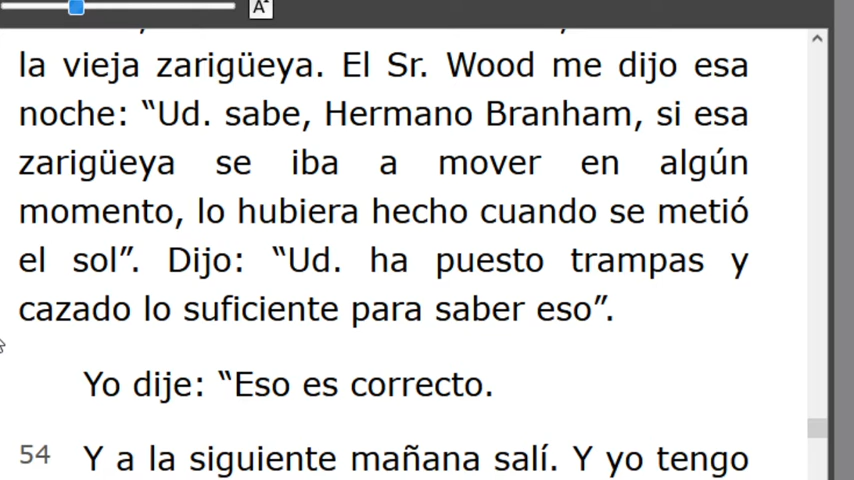 A
la vieja zarigüeya. El Sr. Wood me dijo esa
noche: “Ud. sabe, Hermano Branham, si esa
zarigüeya se iba a mover en algún
momento, lo hubiera hecho cuando se metió
el sol”. Dijo: “Ud. ha puesto trampas y
cazado lo suficiente para saber eso”.
Yo dije: “Eso es correcto.
54 Y a la siguiente mañana salí. Y yo tengo